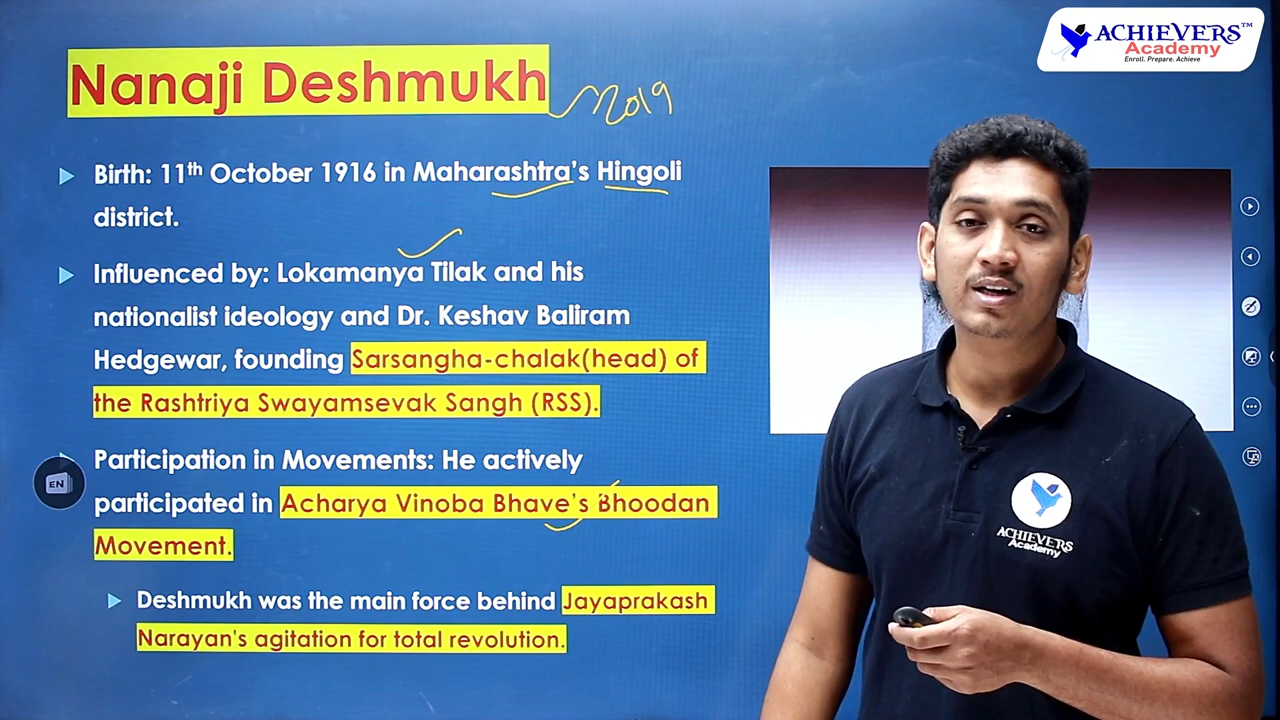 ACHIEVERS™
Academy
Enroll. Prepare. Achieve
Nanaji Deshmukh
2019
Birth: 11th October 1916 in Maharashtra's Hingoli
district.
Influenced by: Lokamanya Tilak and his
nationalist ideology and Dr. Keshav Baliram
Hedgewar, founding Sarsangha-chalak(head) of
the Rashtriya Swayamsevak Sangh (RSS).
Participation in Movements: He actively
EN
participated in Acharya Vinoba Bhave's Bhoodan
Movement.
Deshmukh was the main force behind Jayaprakash
Narayan's agitation for total revolution.
ACHIEVERS
Academy